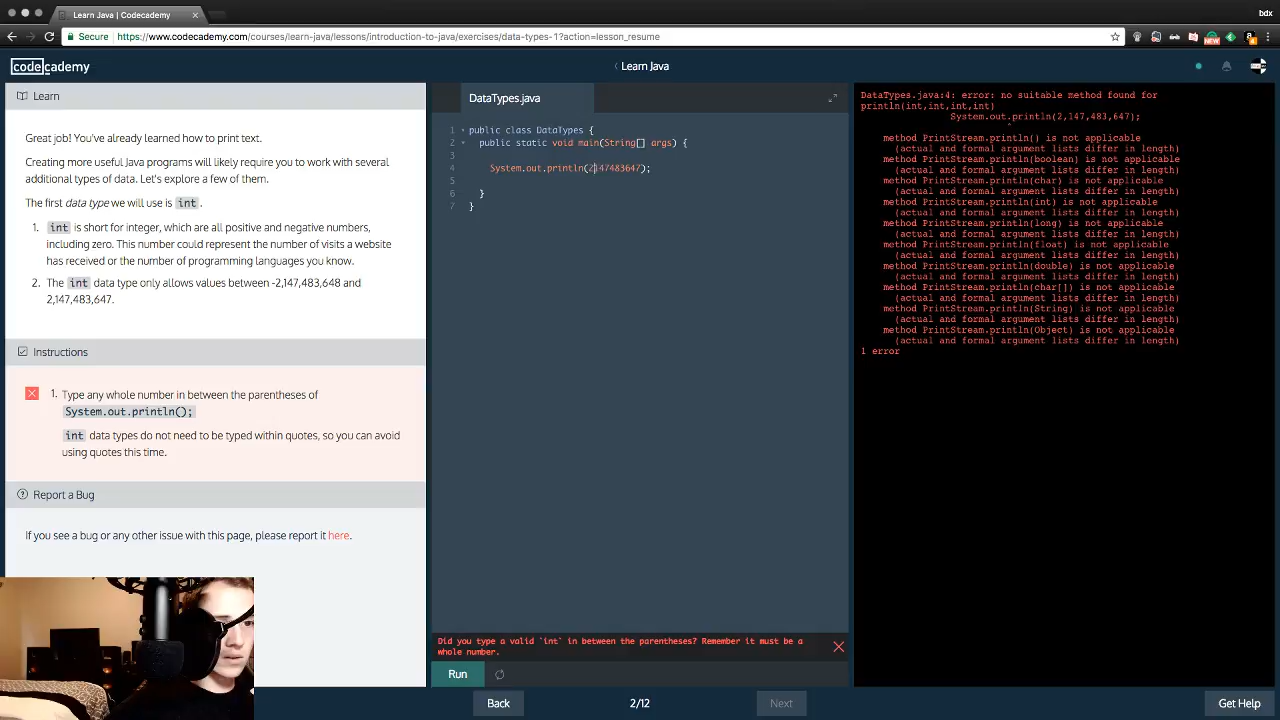 Learn Java | Codecademy
bdx
Secure
https://www.codecademy.com/courses/learn-java/lessons/introduction-to-java/exercises/data-types-1?action=lesson_resume
codecademy
Learn Java
Learn
Great job! You've already learned how to print text.
Creating more useful Java programs will likely require you to work with several
additional types of data. Let's explore a few of them.
The first data type we will use is int.
1. int is short for integer, which are all positive and negative numbers,
including zero. This number could represent the number of visits a website
has received or the number of programming languages you know.
2. The int data type only allows values between -2,147,483,648 and
2,147,483,647.
Instructions
1. Type any whole number in between the parentheses of
System.out.println();
int data types do not need to be typed within quotes, so you can avoid
using quotes this time.
Report a Bug
If you see a bug or any other issue with this page, please report it here.
DataTypes.java
1 public class DataTypes {
2 public static void main(String[] args) {
3
4 System.out.println(2147483647);
5
6 }
7 }
Did you type a valid `int` in between the parentheses? Remember it must be a
whole number.
Run
Back
2/12
Next
Get Help
DataTypes.java:4: error: no suitable method found for
println(int,int,int,int)
System.out.println(2,147,483,647);
^
method PrintStream.println() is not applicable
(actual and formal argument lists differ in length)
method PrintStream.println(boolean) is not applicable
(actual and formal argument lists differ in length)
method PrintStream.println(char) is not applicable
(actual and formal argument lists differ in length)
method PrintStream.println(int) is not applicable
(actual and formal argument lists differ in length)
method PrintStream.println(long) is not applicable
(actual and formal argument lists differ in length)
method PrintStream.println(float) is not applicable
(actual and formal argument lists differ in length)
method PrintStream.println(double) is not applicable
(actual and formal argument lists differ in length)
method PrintStream.println(char[]) is not applicable
(actual and formal argument lists differ in length)
method PrintStream.println(String) is not applicable
(actual and formal argument lists differ in length)
method PrintStream.println(Object) is not applicable
(actual and formal argument lists differ in length)
1 error